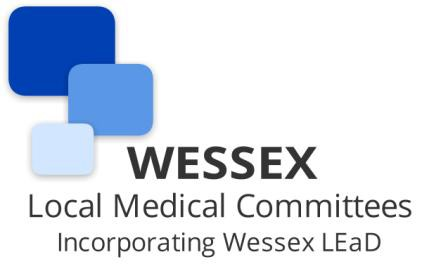 WESSEX
Local Medical Committees
Incorporating Wessex LEaD